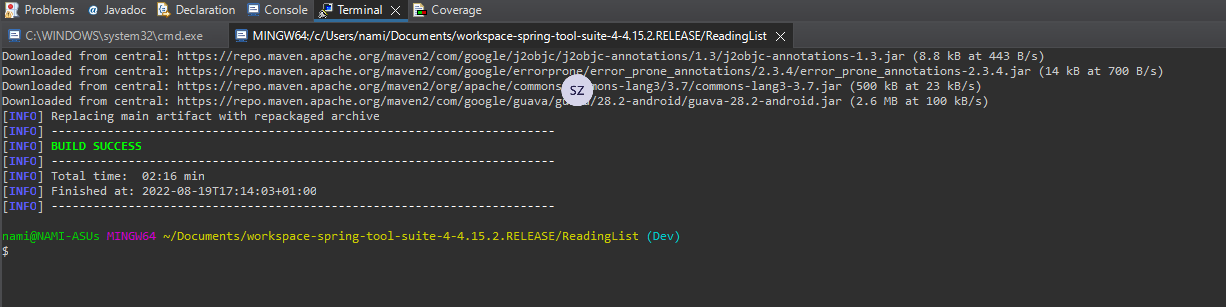 Problems Javadoc Declaration Console Terminal Coverage
C:\WINDOWS\system32\cmd.exe MINGW64:/c/Users/nami/Documents/workspace-spring-tool-suite-4-4.15.2.RELEASE/ReadingList
Downloaded from central: https://repo.maven.apache.org/maven2/com/google/j2objc/j2objc-annotations/1.3/j2objc-annotations-1.3.jar (8.8 kB at 443 B/s)
Downloaded from central: https://repo.maven.apache.org/maven2/com/google/errorprone/error_prone_annotations/2.3.4/error_prone_annotations-2.3.4.jar (14 kB at 700 B/s)
Downloaded from central: https://repo.maven.apache.org/maven2/org/apache/commons SZ mons-lang3/3.7/commons-lang3-3.7.jar (500 kB at 23 kB/s)
Downloaded from central: https://repo.maven.apache.org/maven2/com/google/guava/guava/28.2-android/guava-28.2-android.jar (2.6 MB at 100 kB/s)
[INFO] Replacing main artifact with repackaged archive
[INFO] ------------------------------------------------------------------------
[INFO] BUILD SUCCESS
[INFO] ------------------------------------------------------------------------
[INFO] Total time:  02:16 min
[INFO] Finished at: 2022-08-19T17:14:03+01:00
[INFO] ------------------------------------------------------------------------
nami@NAMI-ASUs MINGW64 ~/Documents/workspace-spring-tool-suite-4-4.15.2.RELEASE/ReadingList (Dev)
$